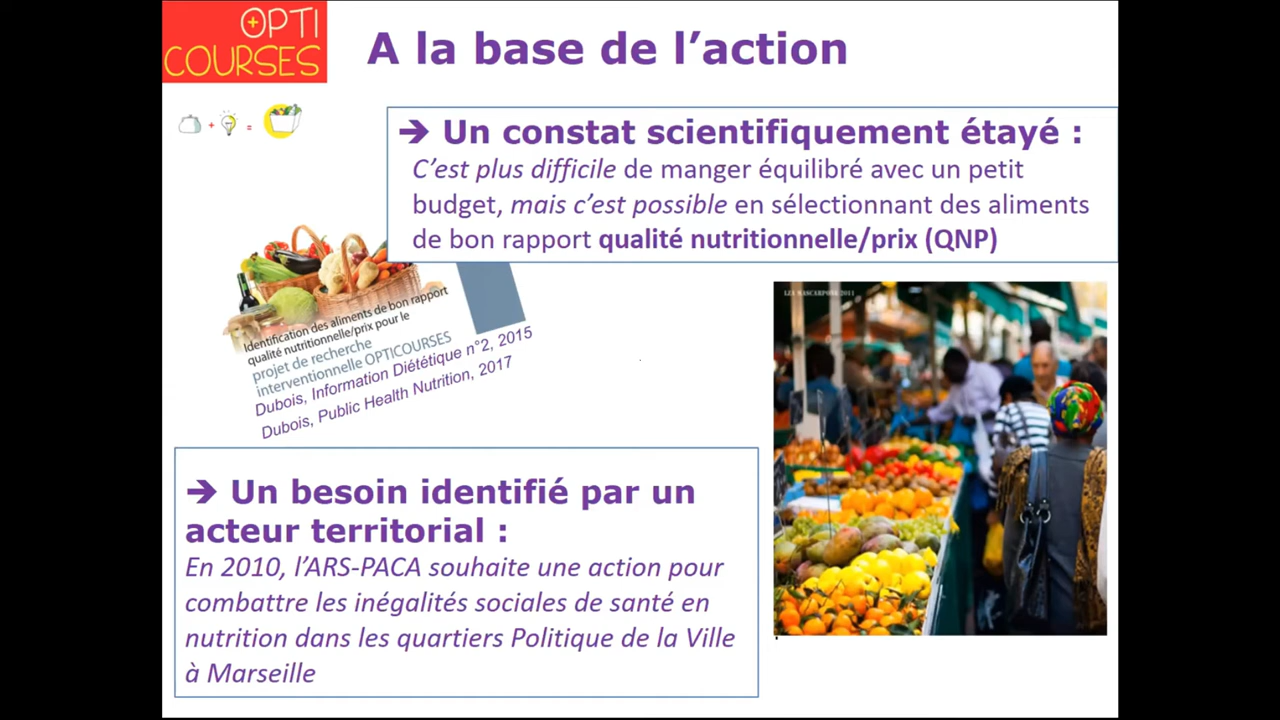 OPTI
COURSES
A la base de l’action
+ =
➔ Un constat scientifiquement étayé :
C’est plus difficile de manger équilibré avec un petit
budget, mais c’est possible en sélectionnant des aliments
de bon rapport qualité nutritionnelle/prix (QNP)
Identification des aliments de bon rapport
qualité nutritionnelle/prix pour le
projet de recherche
interventionnelle OPTICOURSES
Dubois, Information Diététique n°2, 2015
Dubois, Public Health Nutrition, 2017
LZA MASCARPONE 2011
➔ Un besoin identifié par un
acteur territorial :
En 2010, l’ARS-PACA souhaite une action pour
combattre les inégalités sociales de santé en
nutrition dans les quartiers Politique de la Ville
à Marseille